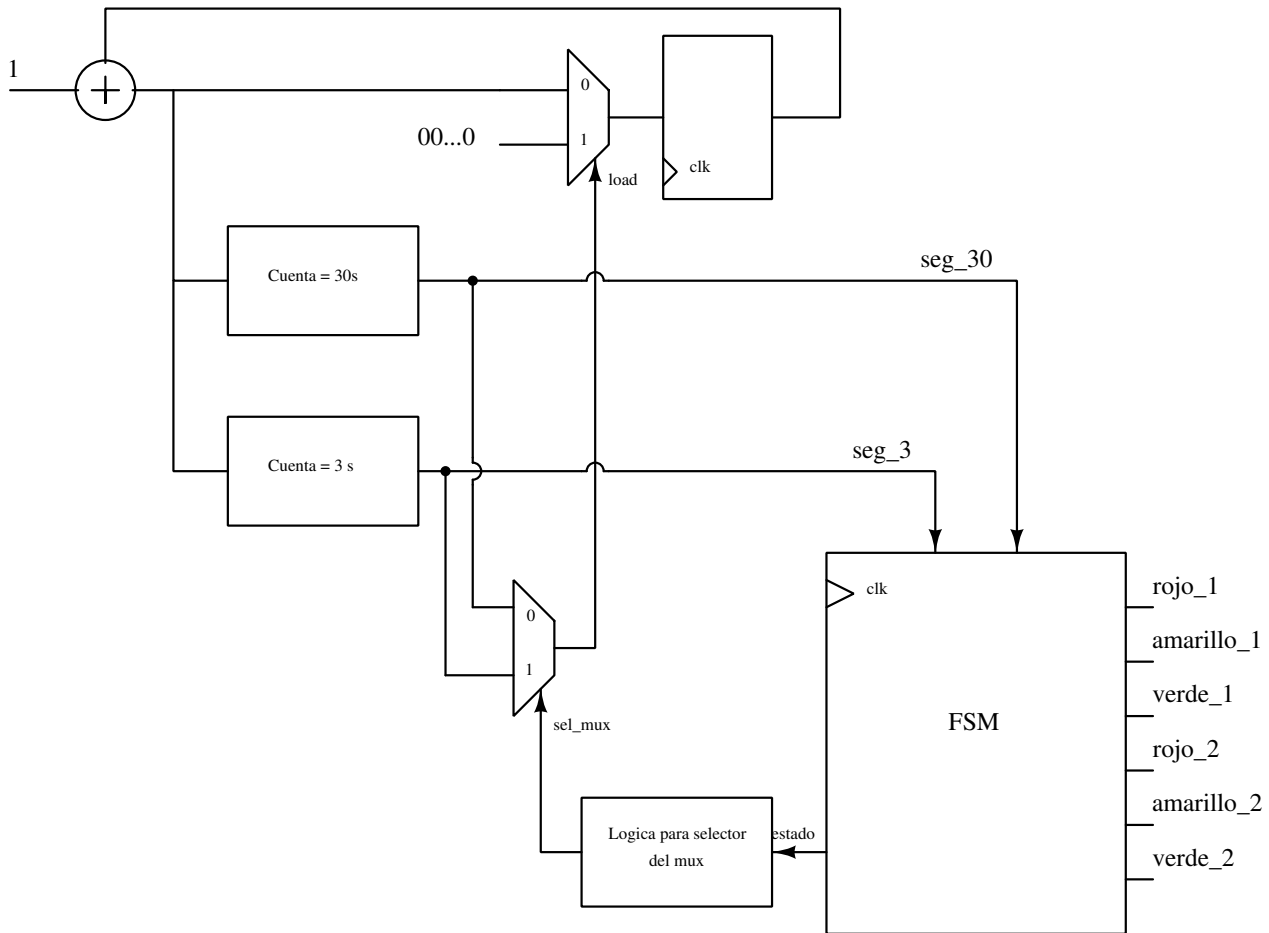 1
0
00...0
1
clk
load
Cuenta = 30s
seg_30
Cuenta = 3 s
seg_3
clk
rojo_1
0
amarillo_1
1
verde_1
sel_mux
FSM
rojo_2
amarillo_2
Logica para selector
del mux
estado
verde_2